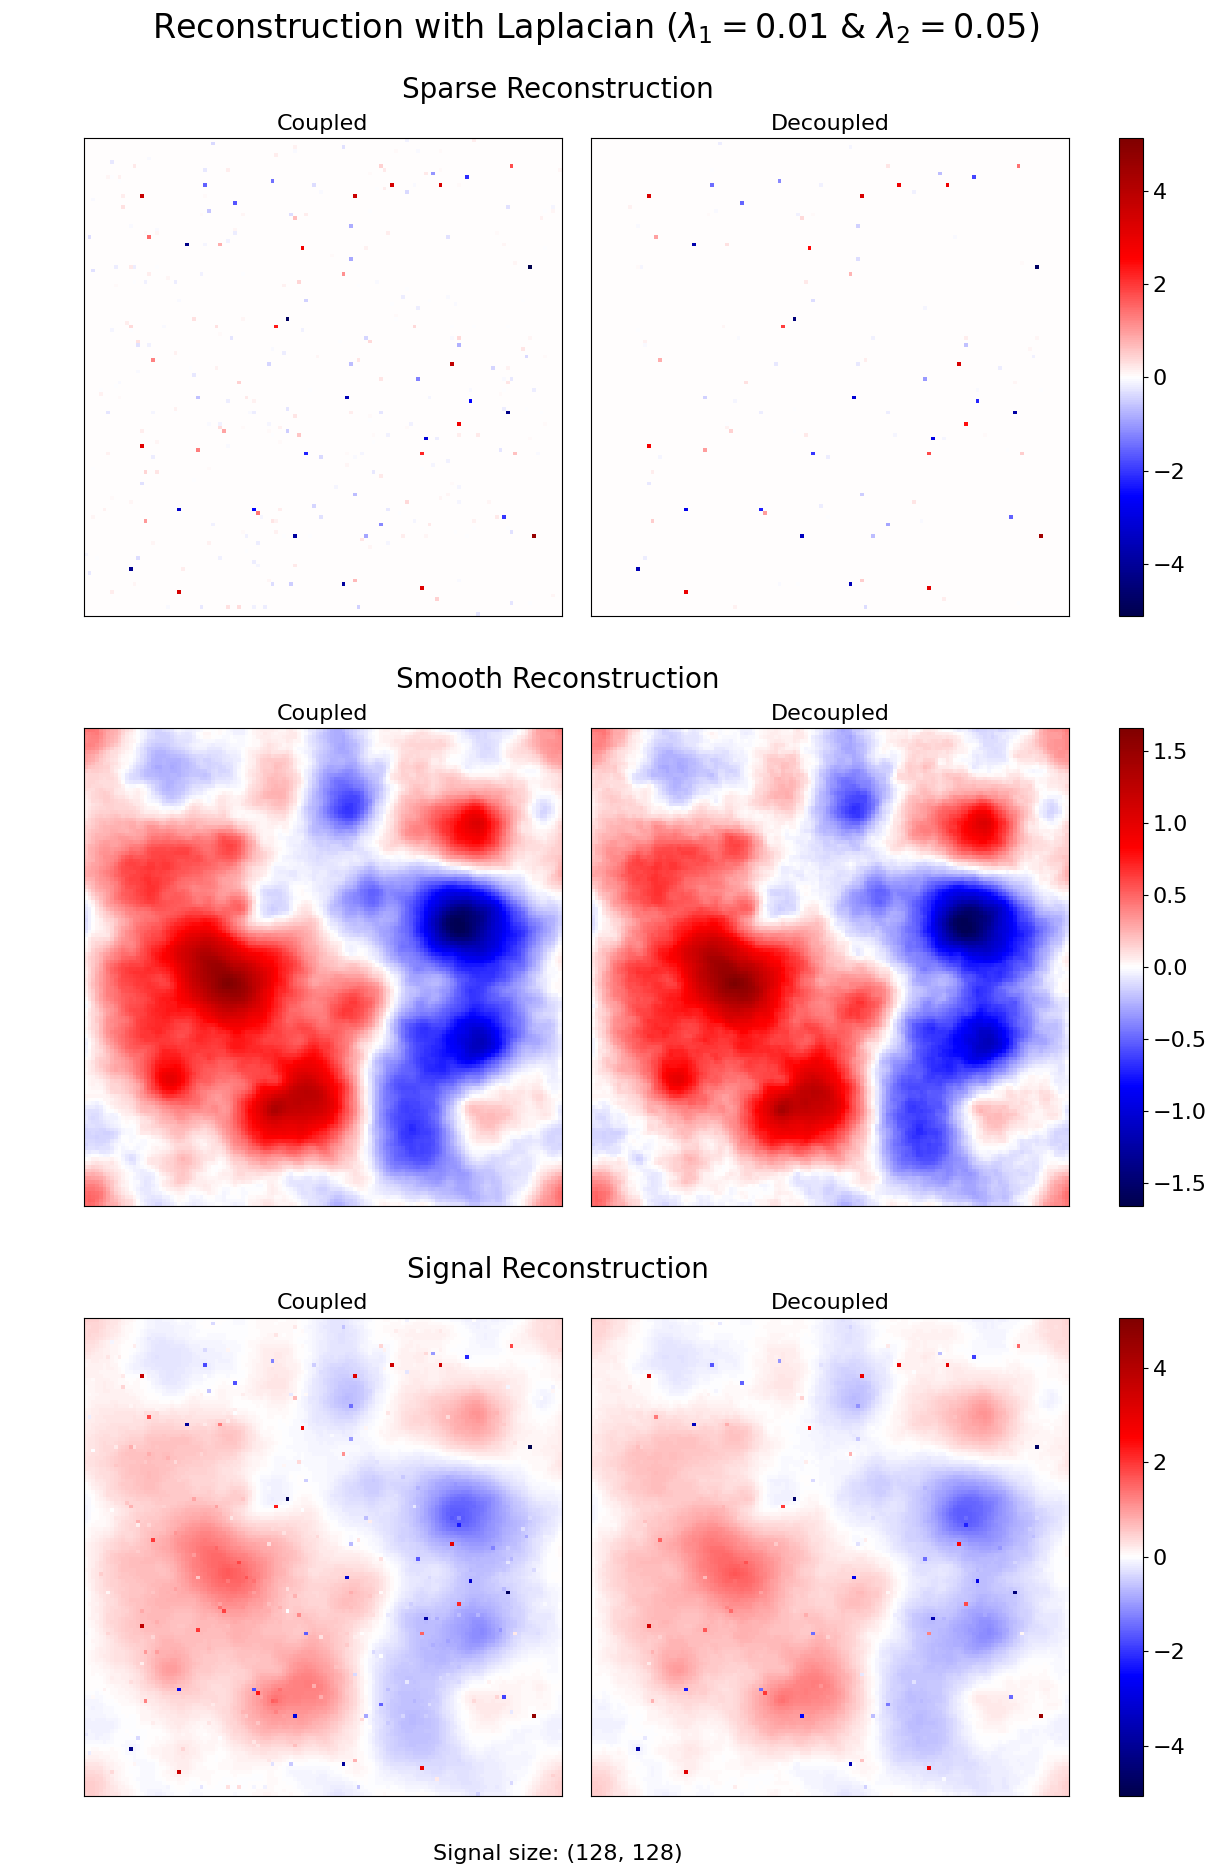 Reconstruction with Laplacian (λ₁ = 0.01 & λ₂ = 0.05)
Sparse Reconstruction
Coupled
Decoupled
4
2
0
−2
−4
Smooth Reconstruction
Coupled
Decoupled
1.5
1.0
0.5
0.0
−0.5
−1.0
−1.5
Signal Reconstruction
Coupled
Decoupled
4
2
0
−2
−4
Signal size: (128, 128)